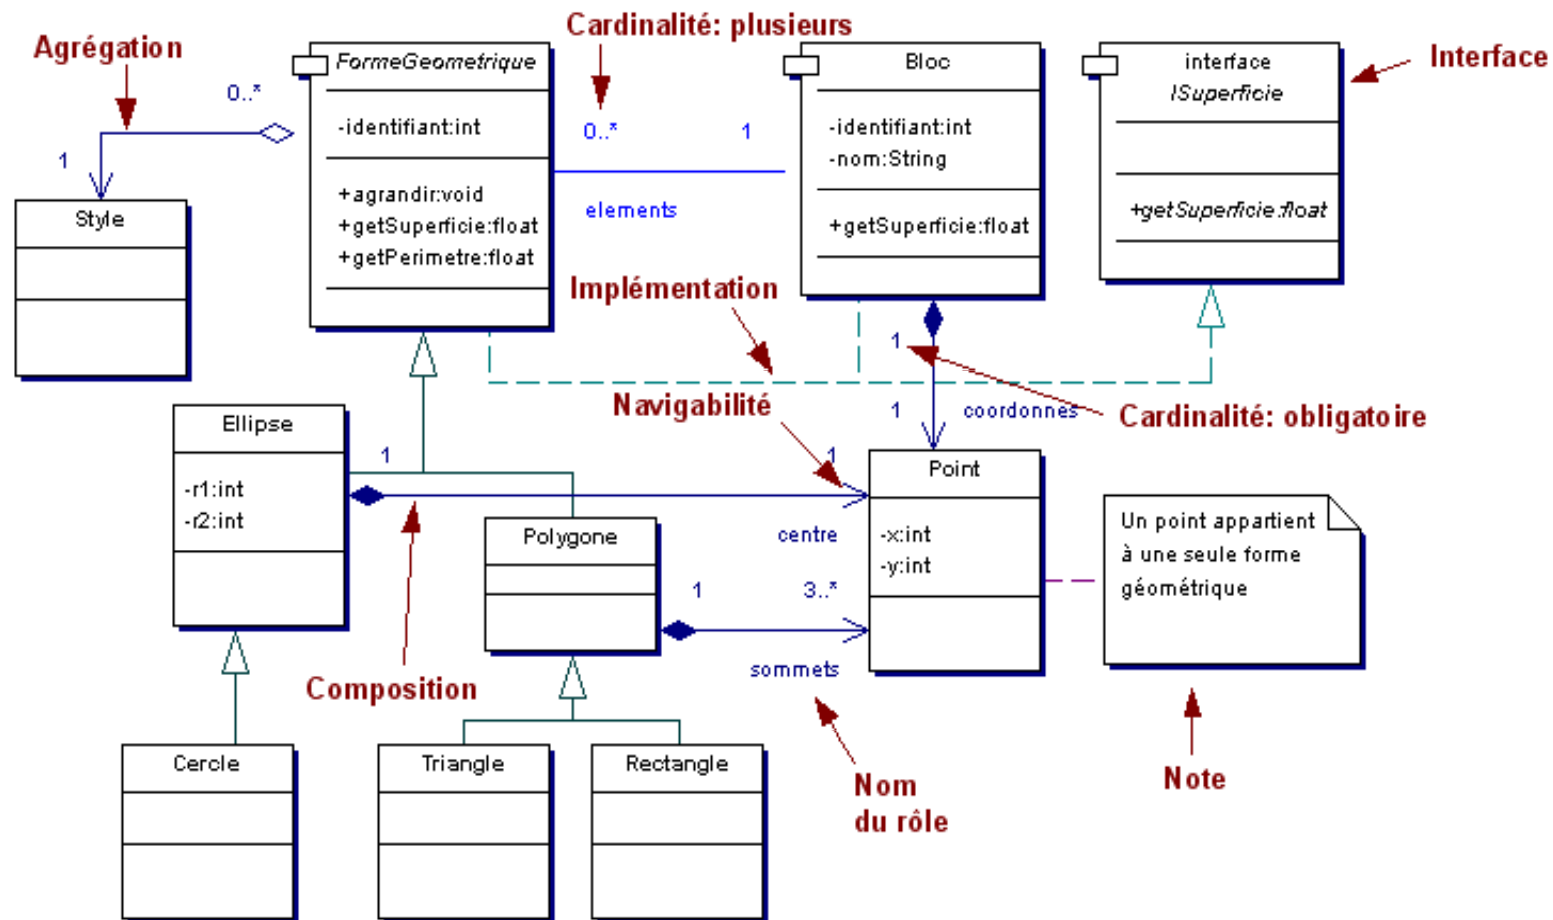 Agrégation
Cardinalité: plusieurs
Interface
FormeGeometrique
-identifiant:int
+agrandir:void
+getSuperficie:float
+getPerimetre:float
0..*
1
Style
0..*
1
elements
Bloc
-identifiant:int
-nom:String
+getSuperficie:float
interface
ISuperficie
+getSuperficie:float
Implémentation
1
1
coordonnes
Cardinalité: obligatoire
Navigabilité
Ellipse
-r1:int
-r2:int
1
1
centre
Point
-x:int
-y:int
Un point appartient
à une seule forme
géométrique
Polygone
1
3..*
sommets
Composition
Nom
du rôle
Note
Cercle
Triangle
Rectangle